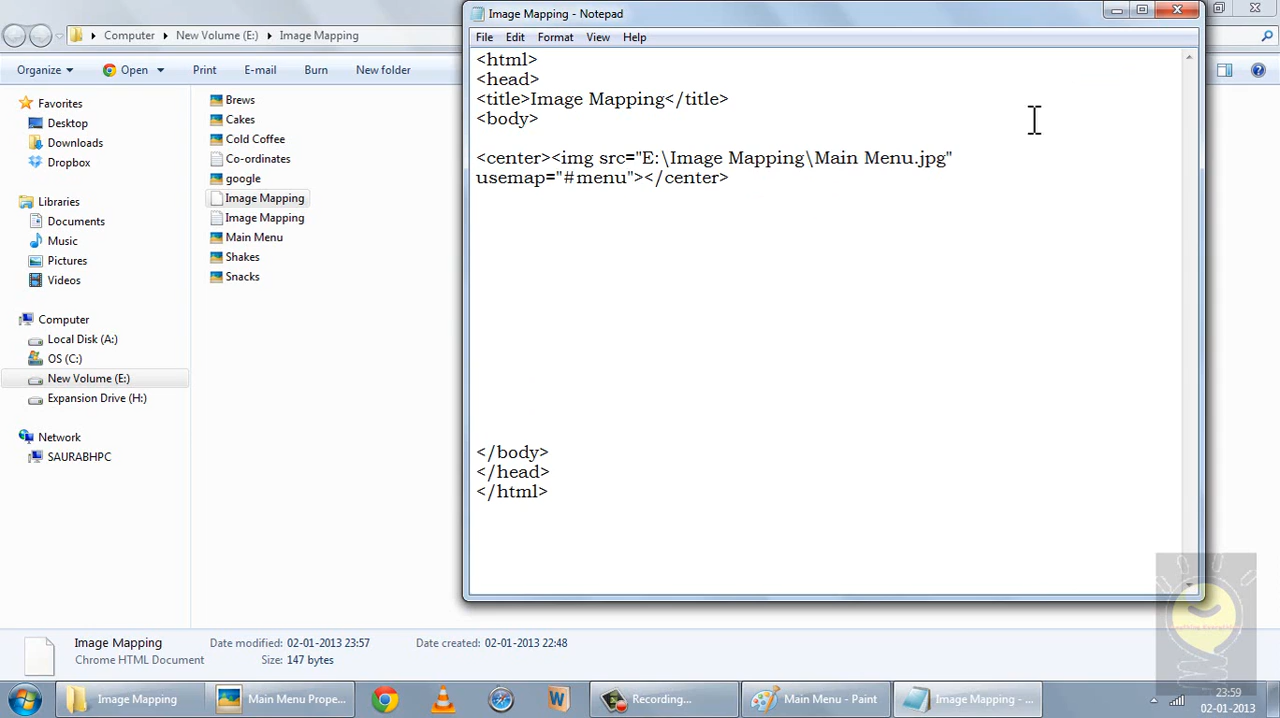 Image Mapping - Notepad
Computer
New Volume (E:)
Image Mapping
File Edit Format View Help
Organize
Open
Print
E-mail
Burn
New folder
Favorites
Desktop
Downloads
Dropbox
Libraries
Documents
Music
Pictures
Videos
Computer
Local Disk (A:)
OS (C:)
New Volume (E:)
Expansion Drive (H:)
Network
SAURABHPC
Brews
Cakes
Cold Coffee
Co-ordinates
google
Image Mapping
Image Mapping
Main Menu
Shakes
Snacks
<html>
<head>
<title>Image Mapping</title>
<body>
<center><img src="E:\Image Mapping\Main Menu.jpg"
usemap="#menu"></center>
</body>
</head>
</html>
Image Mapping
Date modified: 02-01-2013 23:57
Date created: 02-01-2013 22:48
Chrome HTML Document
Size: 147 bytes
Image Mapping
Main Menu Prope...
Recording...
Main Menu - Paint
Image Mapping - ...
23:59
02-01-2013